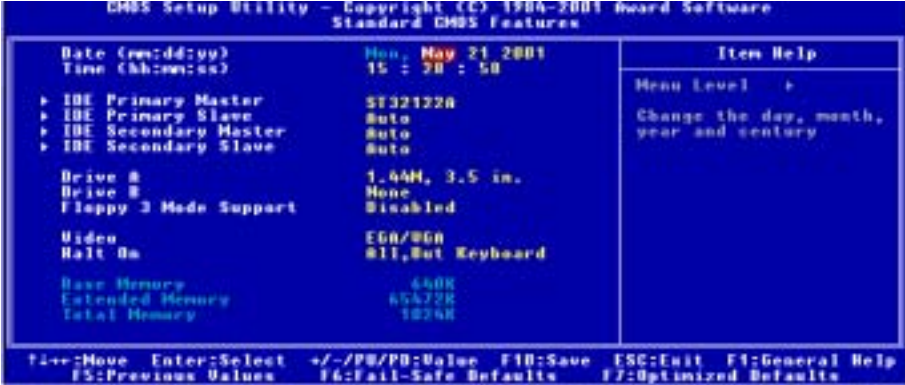 CMOS Setup Utility - Copyright (C) 1984-2001 Award Software
Standard CMOS Features
Date (mm:dd:yy) Mon, May 21 2001
Time (hh:mm:ss) 15 : 20 : 50
IDE Primary Master ST32122A
IDE Primary Slave Auto
IDE Secondary Master Auto
IDE Secondary Slave Auto
Drive A 1.44M, 3.5 in.
Drive B None
Floppy 3 Mode Support Disabled
Video EGA/VGA
Halt On All,But Keyboard
Base Memory 640K
Extended Memory 65472K
Total Memory 1024K
Item Help
Menu Level
Change the day, month,
year and century
↑↓→←:Move Enter:Select +/-/PU/PD:Value F10:Save ESC:Exit F1:General Help
F5:Previous Values F6:Fail-Safe Defaults F7:Optimized Defaults